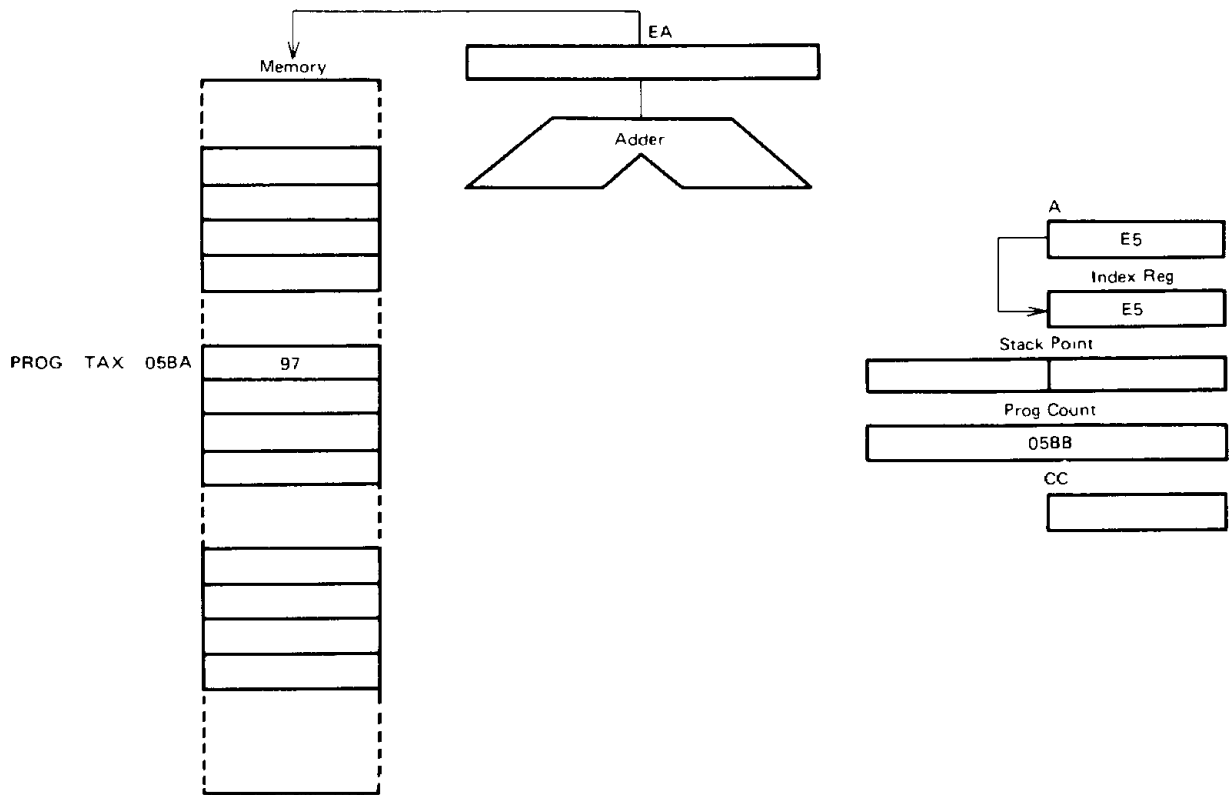 EA
Memory
Adder
A
E5
Index Reg
E5
Stack Point
PROG TAX 05BA 97
Prog Count
05BB
CC